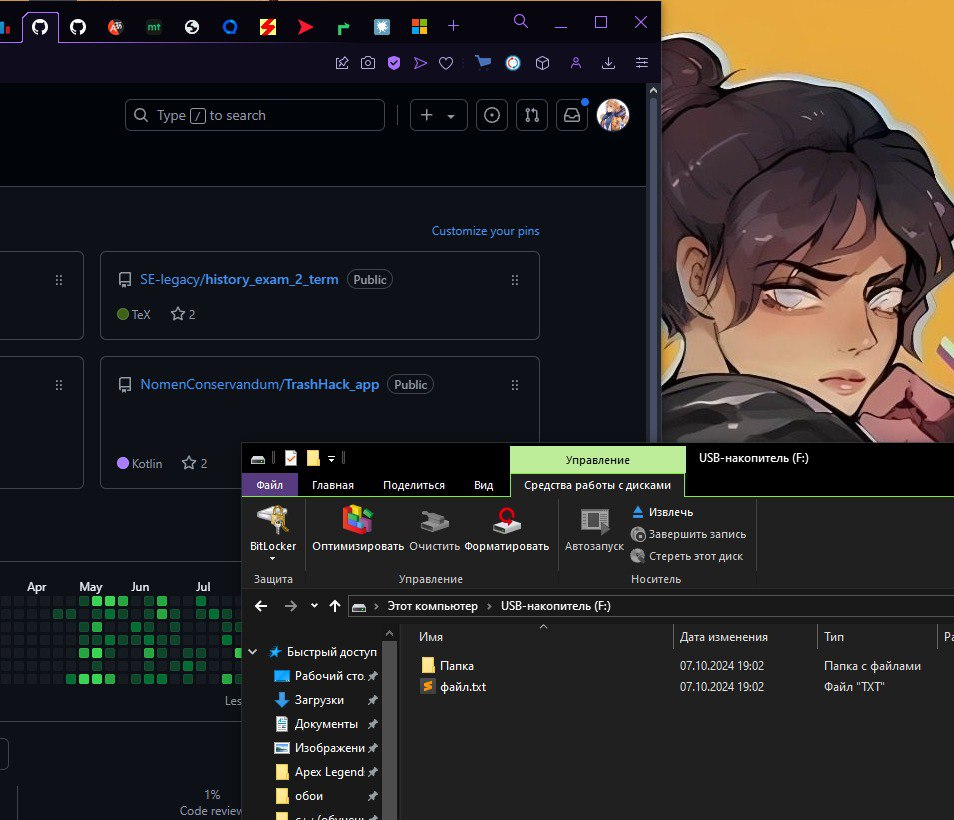 mt
Type / to search
Customize your pins
SE-legacy/history_exam_2_term Public
TeX 2
NomenConservandum/TrashHack_app Public
Kotlin 2
Управление
USB-накопитель (F:)
Файл
Главная
Поделиться
Вид
Средства работы с дисками
BitLocker
Оптимизировать
Очистить
Форматировать
Автозапуск
Извлечь
Завершить запись
Стереть этот диск
Защита
Управление
Носитель
Apr May Jun Jul
Этот компьютер > USB-накопитель (F:)
Имя
Дата изменения
Тип
Быстрый доступ
Папка
07.10.2024 19:02
Папка с файлами
файл.txt
07.10.2024 19:02
Файл "TXT"
Рабочий сто.
Загрузки
Документы
Изображени
Apex Legend
обои
Les
1%
Code review